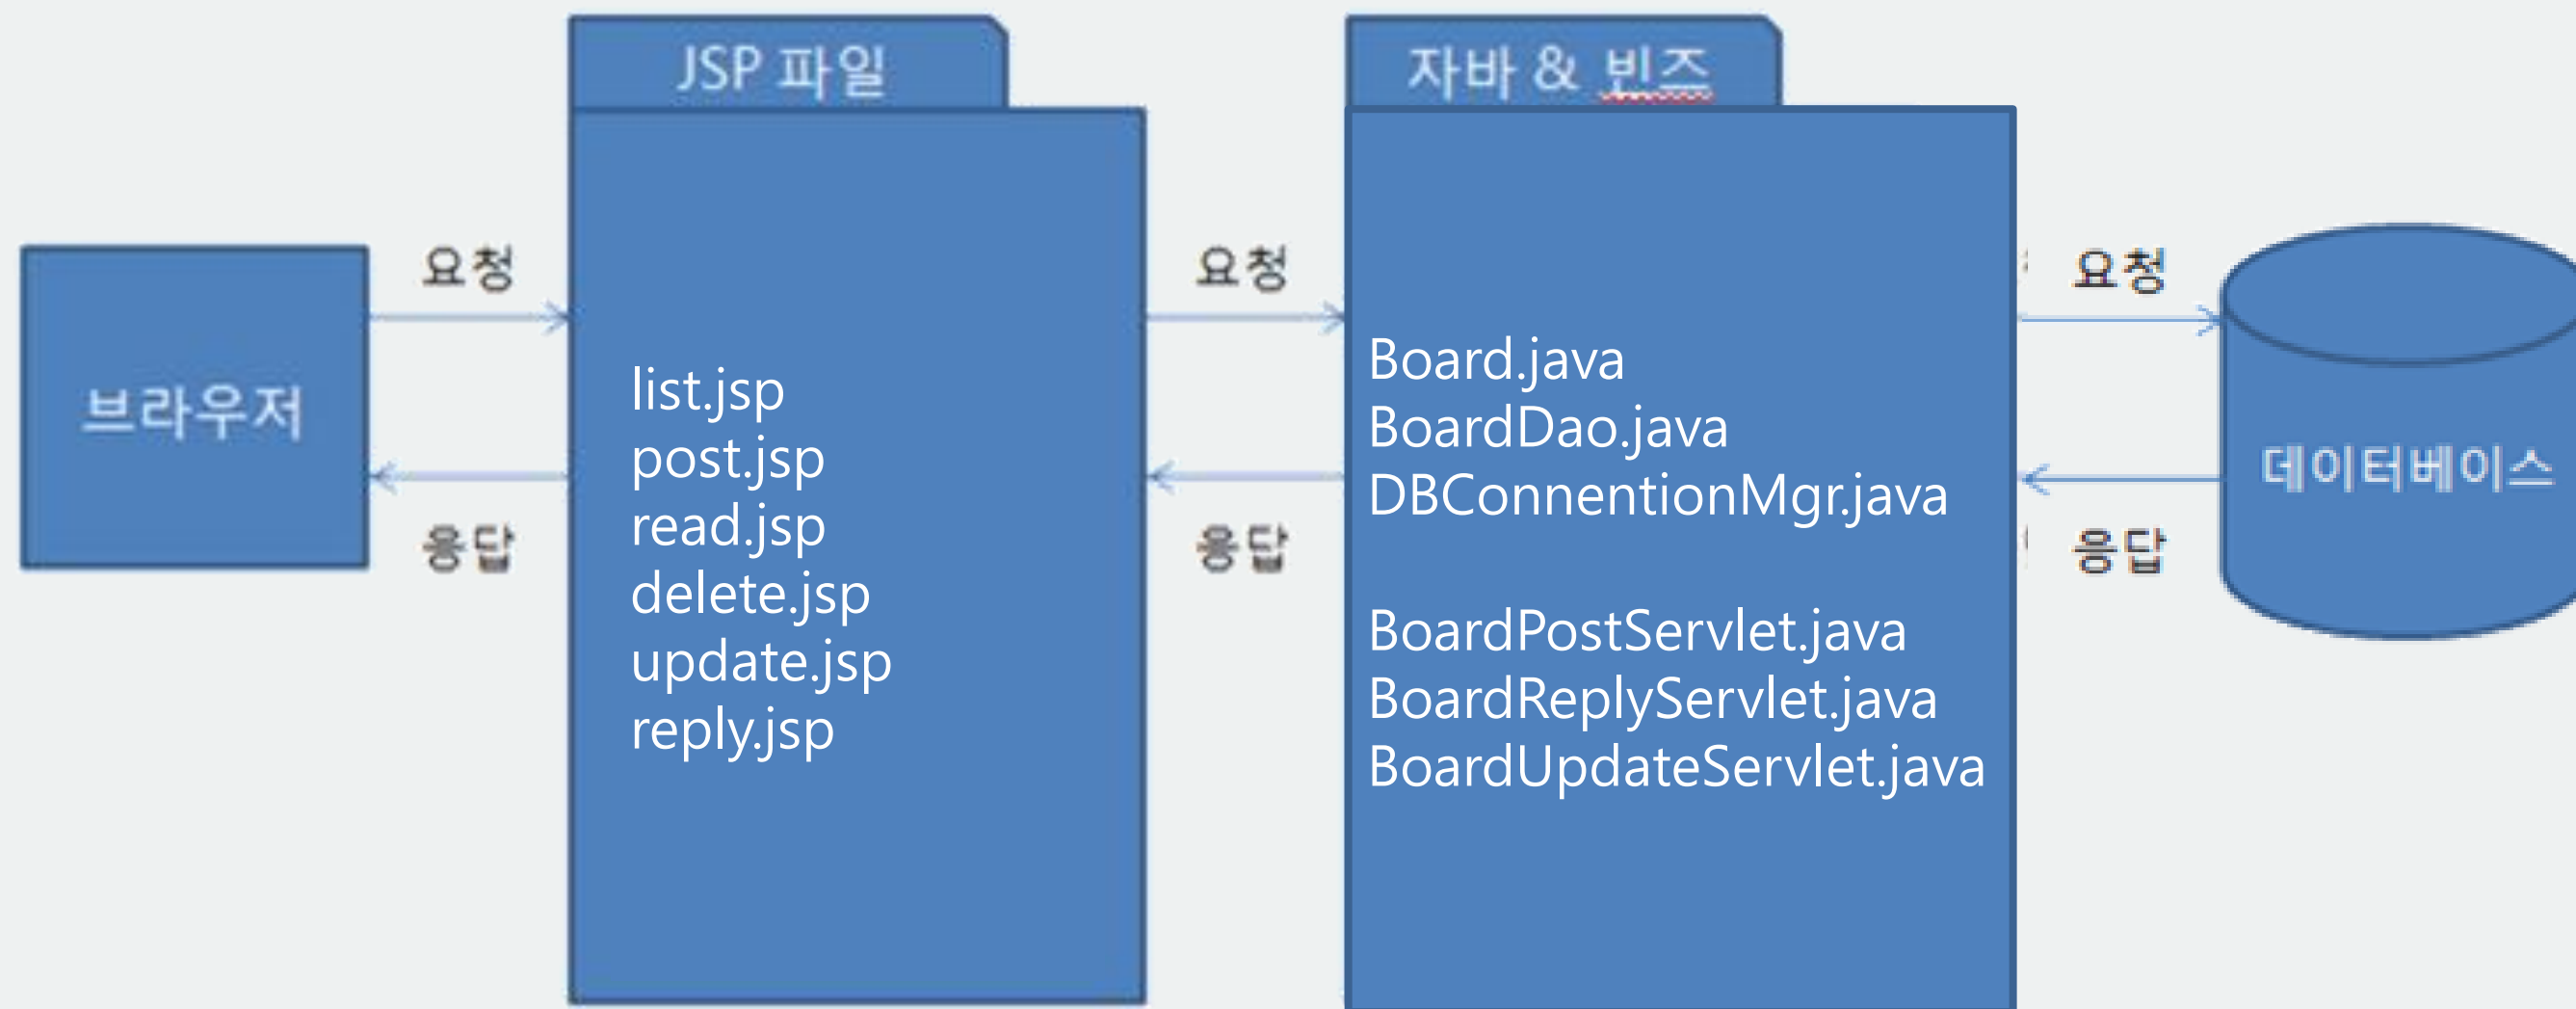 JSP 파일
자바 & 빈즈
브라우저
요청
응답
list.jsp
post.jsp
read.jsp
delete.jsp
update.jsp
reply.jsp
요청
응답
Board.java
BoardDao.java
DBConnentionMgr.java
BoardPostServlet.java
BoardReplyServlet.java
BoardUpdateServlet.java
요청
응답
데이터베이스